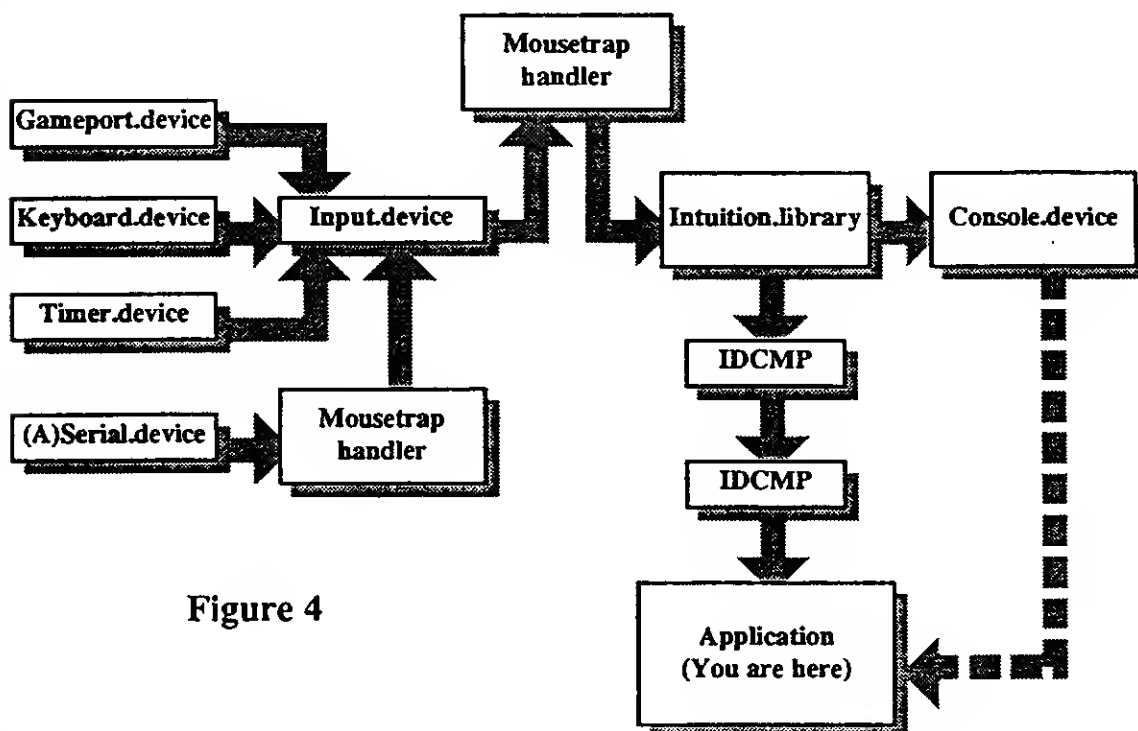 Mousetrap
handler
Gameport.device
Keyboard.device
Input.device
Intuition.library
Console.device
Timer.device
IDCMP
(A)Serial.device
Mousetrap
handler
IDCMP
Figure 4
Application
(You are here)